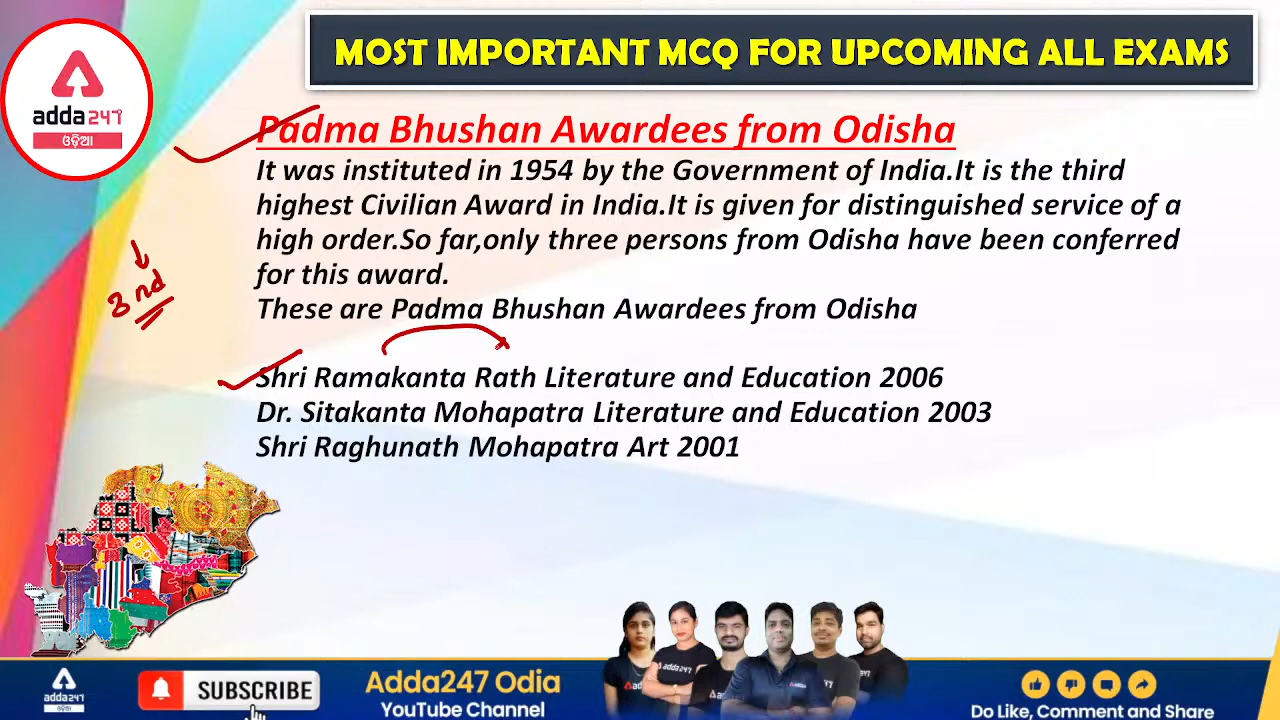 MOST IMPORTANT MCQ FOR UPCOMING ALL EXAMS
adda247
ଓଡ଼ିଆ
Padma Bhushan Awardees from Odisha
It was instituted in 1954 by the Government of India.It is the third
highest Civilian Award in India.It is given for distinguished service of a
high order.So far,only three persons from Odisha have been conferred
for this award.
3nd
These are Padma Bhushan Awardees from Odisha
Shri Ramakanta Rath Literature and Education 2006
Dr. Sitakanta Mohapatra Literature and Education 2003
Shri Raghunath Mohapatra Art 2001
adda247
adda247
ଓଡ଼ିଆ
SUBSCRIBE
Adda247 Odia
YouTube Channel
Do Like, Comment and Share